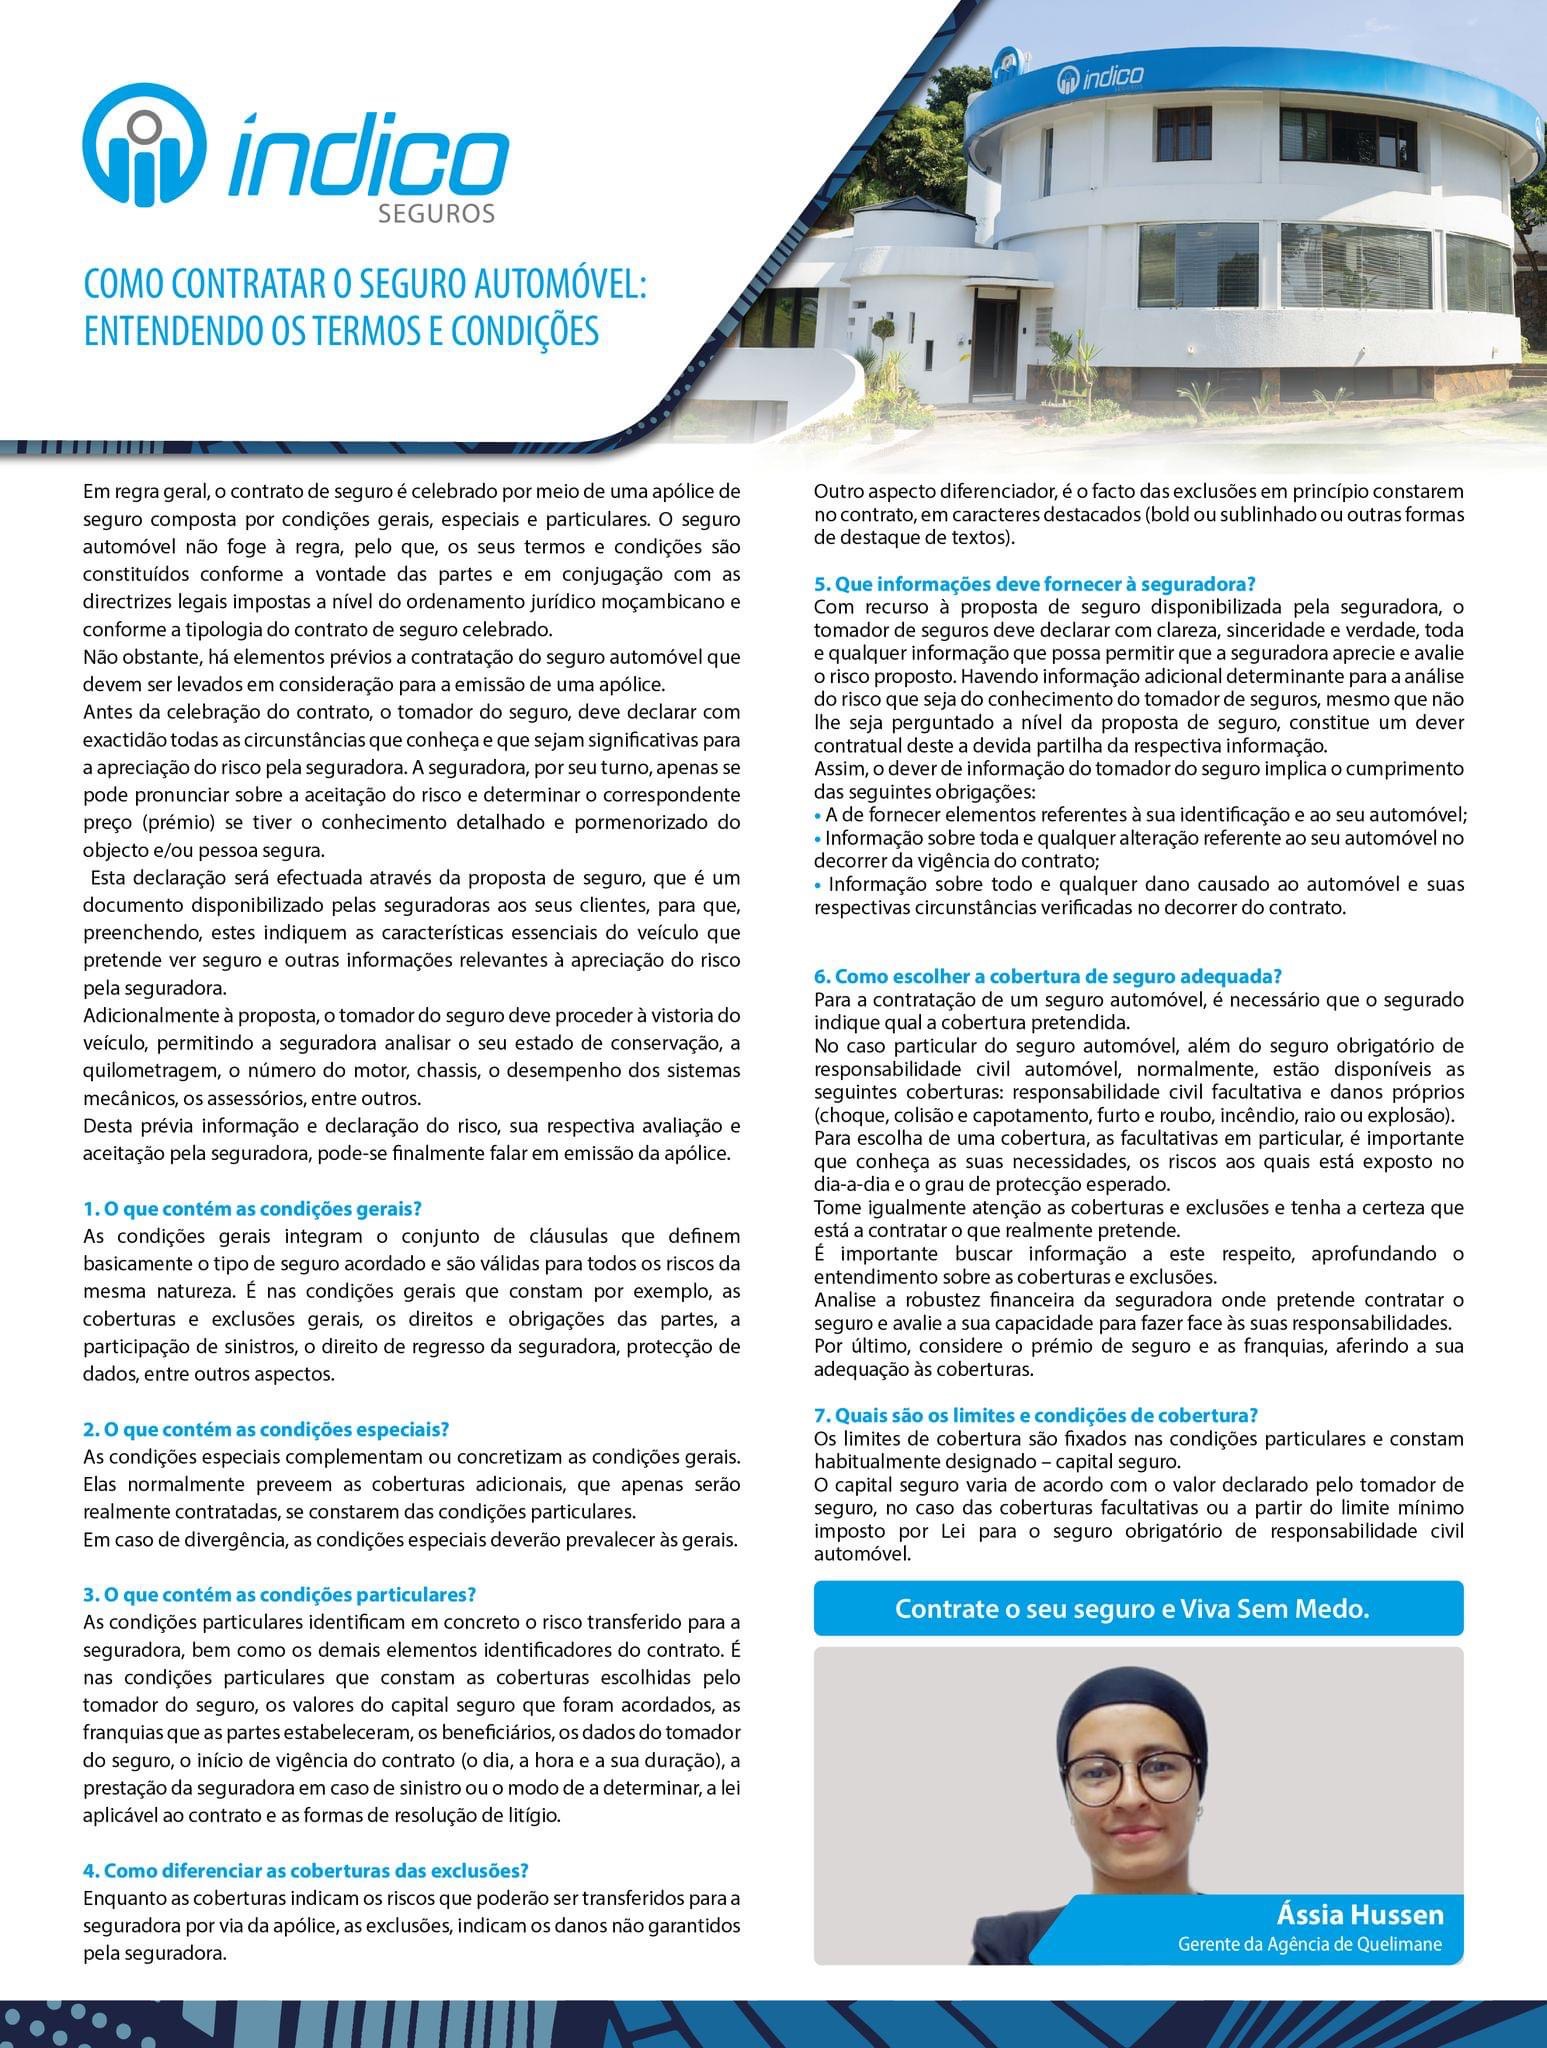 índico
SEGUROS
índico
SEGUROS
COMO CONTRATAR O SEGURO AUTOMÓVEL:
ENTENDENDO OS TERMOS E CONDIÇÕES
Em regra geral, o contrato de seguro é celebrado por meio de uma apólice de
seguro composta por condições gerais, especiais e particulares. O seguro
automóvel não foge à regra, pelo que, os seus termos e condições são
constituídos conforme a vontade das partes e em conjugação com as
directrizes legais impostas a nível do ordenamento jurídico moçambicano e
conforme a tipologia do contrato de seguro celebrado.
Não obstante, há elementos prévios a contratação do seguro automóvel que
devem ser levados em consideração para a emissão de uma apólice.
Antes da celebração do contrato, o tomador do seguro, deve declarar com
exactidão todas as circunstâncias que conheça e que sejam significativas para
a apreciação do risco pela seguradora. A seguradora, por seu turno, apenas se
pode pronunciar sobre a aceitação do risco e determinar o correspondente
preço (prémio) se tiver o conhecimento detalhado e pormenorizado do
objecto e/ou pessoa segura.
Esta declaração será efectuada através da proposta de seguro, que é um
documento disponibilizado pelas seguradoras aos seus clientes, para que,
preenchendo, estes indiquem as características essenciais do veículo que
pretende ver seguro e outras informações relevantes à apreciação do risco
pela seguradora.
Adicionalmente à proposta, o tomador do seguro deve proceder à vistoria do
veículo, permitindo a seguradora analisar o seu estado de conservação, a
quilometragem, o número do motor, chassis, o desempenho dos sistemas
mecânicos, os assessórios, entre outros.
Desta prévia informação e declaração do risco, sua respectiva avaliação e
aceitação pela seguradora, pode-se finalmente falar em emissão da apólice.
1. O que contém as condições gerais?
As condições gerais integram o conjunto de cláusulas que definem
basicamente o tipo de seguro acordado e são válidas para todos os riscos da
mesma natureza. É nas condições gerais que constam por exemplo, as
coberturas e exclusões gerais, os direitos e obrigações das partes, a
participação de sinistros, o direito de regresso da seguradora, protecção de
dados, entre outros aspectos.
2. O que contém as condições especiais?
As condições especiais complementam ou concretizam as condições gerais.
Elas normalmente preveem as coberturas adicionais, que apenas serão
realmente contratadas, se constarem das condições particulares.
Em caso de divergência, as condições especiais deverão prevalecer às gerais.
3. O que contém as condições particulares?
As condições particulares identificam em concreto o risco transferido para a
seguradora, bem como os demais elementos identificadores do contrato. É
nas condições particulares que constam as coberturas escolhidas pelo
tomador do seguro, os valores do capital seguro que foram acordados, as
franquias que as partes estabeleceram, os beneficiários, os dados do tomador
do seguro, o início de vigência do contrato (o dia, a hora e a sua duração), a
prestação da seguradora em caso de sinistro ou o modo de a determinar, a lei
aplicável ao contrato e as formas de resolução de litígio.
4. Como diferenciar as coberturas das exclusões?
Enquanto as coberturas indicam os riscos que poderão ser transferidos para a
seguradora por via da apólice, as exclusões, indicam os danos não garantidos
pela seguradora.
Outro aspecto diferenciador, é o facto das exclusões em princípio constarem
no contrato, em caracteres destacados (bold ou sublinhado ou outras formas
de destaque de textos).
5. Que informações deve fornecer à seguradora?
Com recurso à proposta de seguro disponibilizada pela seguradora, o
tomador de seguros deve declarar com clareza, sinceridade e verdade, toda
e qualquer informação que possa permitir que a seguradora aprecie e avalie
o risco proposto. Havendo informação adicional determinante para a análise
do risco que seja do conhecimento do tomador de seguros, mesmo que não
lhe seja perguntado a nível da proposta de seguro, constitue um dever
contratual deste a devida partilha da respectiva informação.
Assim, o dever de informação do tomador do seguro implica o cumprimento
das seguintes obrigações:
• A de fornecer elementos referentes à sua identificação e ao seu automóvel;
• Informação sobre toda e qualquer alteração referente ao seu automóvel no
decorrer da vigência do contrato;
• Informação sobre todo e qualquer dano causado ao automóvel e suas
respectivas circunstâncias verificadas no decorrer do contrato.
6. Como escolher a cobertura de seguro adequada?
Para a contratação de um seguro automóvel, é necessário que o segurado
indique qual a cobertura pretendida.
No caso particular do seguro automóvel, além do seguro obrigatório de
responsabilidade civil automóvel, normalmente, estão disponíveis as
seguintes coberturas: responsabilidade civil facultativa e danos próprios
(choque, colisão e capotamento, furto e roubo, incêndio, raio ou explosão).
Para escolha de uma cobertura, as facultativas em particular, é importante
que conheça as suas necessidades, os riscos aos quais está exposto no
dia-a-dia e o grau de protecção esperado.
Tome igualmente atenção as coberturas e exclusões e tenha a certeza que
está a contratar o que realmente pretende.
É importante buscar informação a este respeito, aprofundando o
entendimento sobre as coberturas e exclusões.
Analise a robustez financeira da seguradora onde pretende contratar o
seguro e avalie a sua capacidade para fazer face às suas responsabilidades.
Por último, considere o prémio de seguro e as franquias, aferindo a sua
adequação às coberturas.
7. Quais são os limites e condições de cobertura?
Os limites de cobertura são fixados nas condições particulares e constam
habitualmente designado – capital seguro.
O capital seguro varia de acordo com o valor declarado pelo tomador de
seguro, no caso das coberturas facultativas ou a partir do limite mínimo
imposto por Lei para o seguro obrigatório de responsabilidade civil
automóvel.
Contrate o seu seguro e Viva Sem Medo.
Ássia Hussen
Gerente da Agência de Quelimane